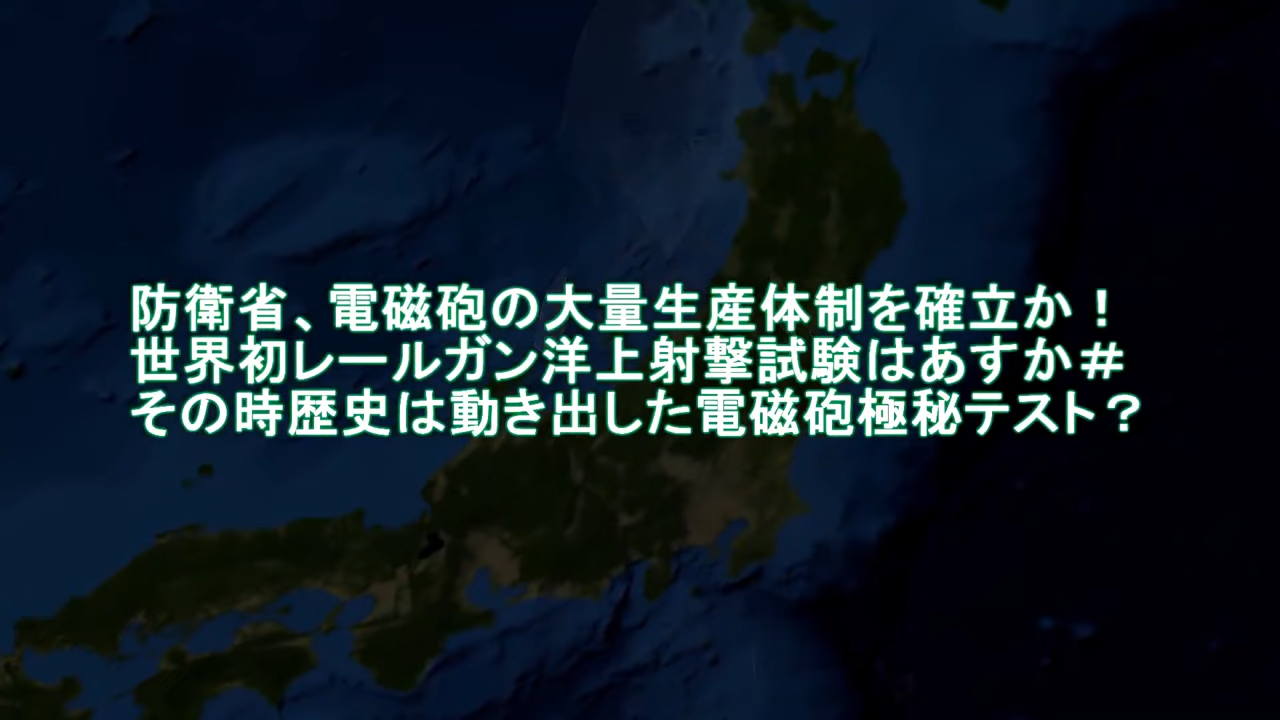 防衛省、電磁砲の大量生産体制を確立か！
世界初レールガン洋上射撃試験はあすか＃
その時歴史は動き出した電磁砲極秘テスト？